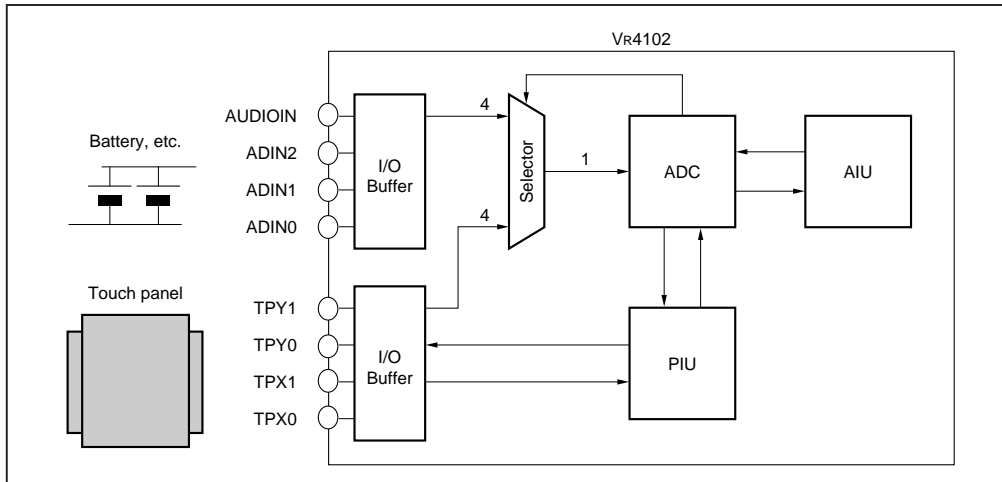 VR4102
AUDIOIN
ADIN2
ADIN1
ADIN0
Battery, etc.
I/O
Buffer
4
4
Selector
1
ADC
AIU
Touch panel
TPY1
TPY0
TPX1
TPX0
I/O
Buffer
PIU